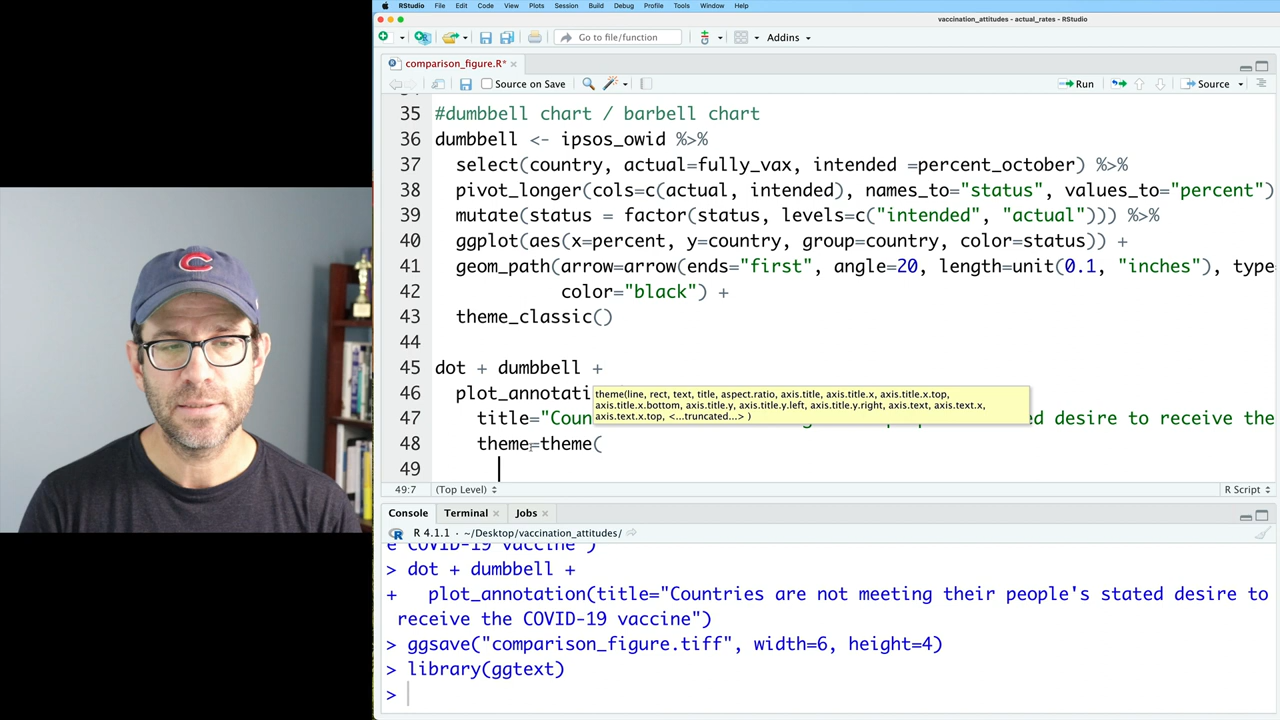 RStudio File Edit Code View Plots Session Build Debug Profile Tools Window Help
vaccination_attitudes - actual_rates - RStudio
Go to file/function Addins
comparison_figure.R*
Source on Save Run Source
35 #dumbbell chart / barbell chart
36 dumbbell <- ipsos_owid %>%
37 select(country, actual=fully_vax, intended =percent_october) %>%
38 pivot_longer(cols=c(actual, intended), names_to="status", values_to="percent")
39 mutate(status = factor(status, levels=c("intended", "actual"))) %>%
40 ggplot(aes(x=percent, y=country, group=country, color=status)) +
41 geom_path(arrow=arrow(ends="first", angle=20, length=unit(0.1, "inches"), type
42 color="black") +
43 theme_classic()
44
45 dot + dumbbell +
46 plot_annotati
theme(line, rect, text, title, aspect.ratio, axis.title, axis.title.x, axis.title.x.top,
axis.title.x.bottom, axis.title.y, axis.title.y.left, axis.title.y.right, axis.text, axis.text.x,
axis.text.x.top, <...truncated...> )
47 title="Coun ed desire to receive the
48 theme=theme(
49
49:7 (Top Level) R Script
Console Terminal Jobs
R 4.1.1 · ~/Desktop/vaccination_attitudes/
e COVID-19 vaccine")
> dot + dumbbell +
+ plot_annotation(title="Countries are not meeting their people's stated desire to
receive the COVID-19 vaccine")
> ggsave("comparison_figure.tiff", width=6, height=4)
> library(ggtext)
>